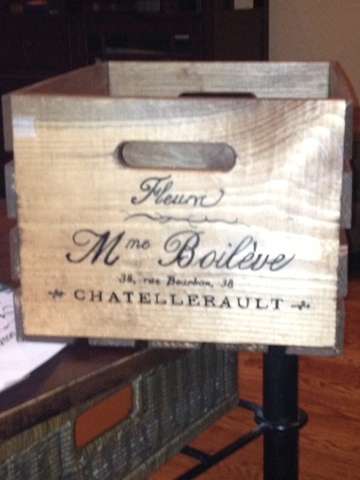 Fleurs
Mme Boilève
38, rue Bourbon, 38
CHATELLERAULT